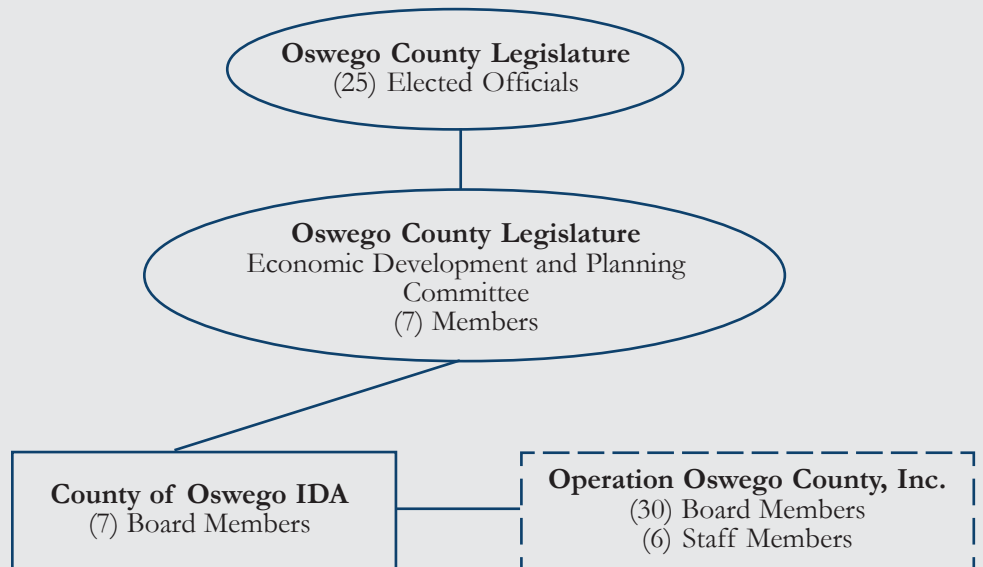 Oswego County Legislature
(25) Elected Officials
Oswego County Legislature
Economic Development and Planning
Committee
(7) Members
County of Oswego IDA
(7) Board Members
Operation Oswego County, Inc.
(30) Board Members
(6) Staff Members